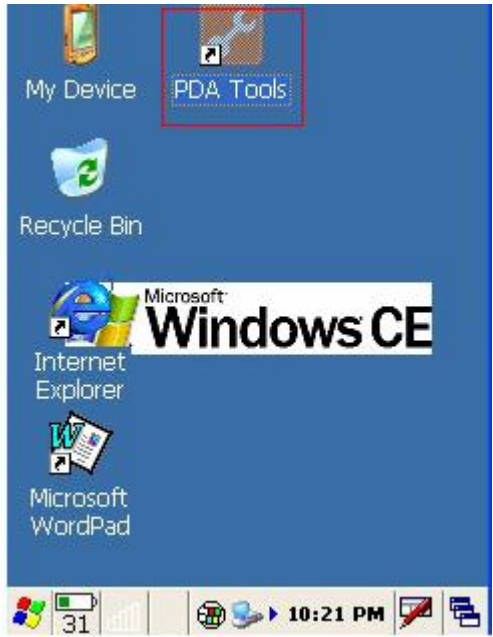 My Device
PDA Tools
Recycle Bin
Microsoft
Windows CE
Internet
Explorer
Microsoft
WordPad
31
10:21 PM